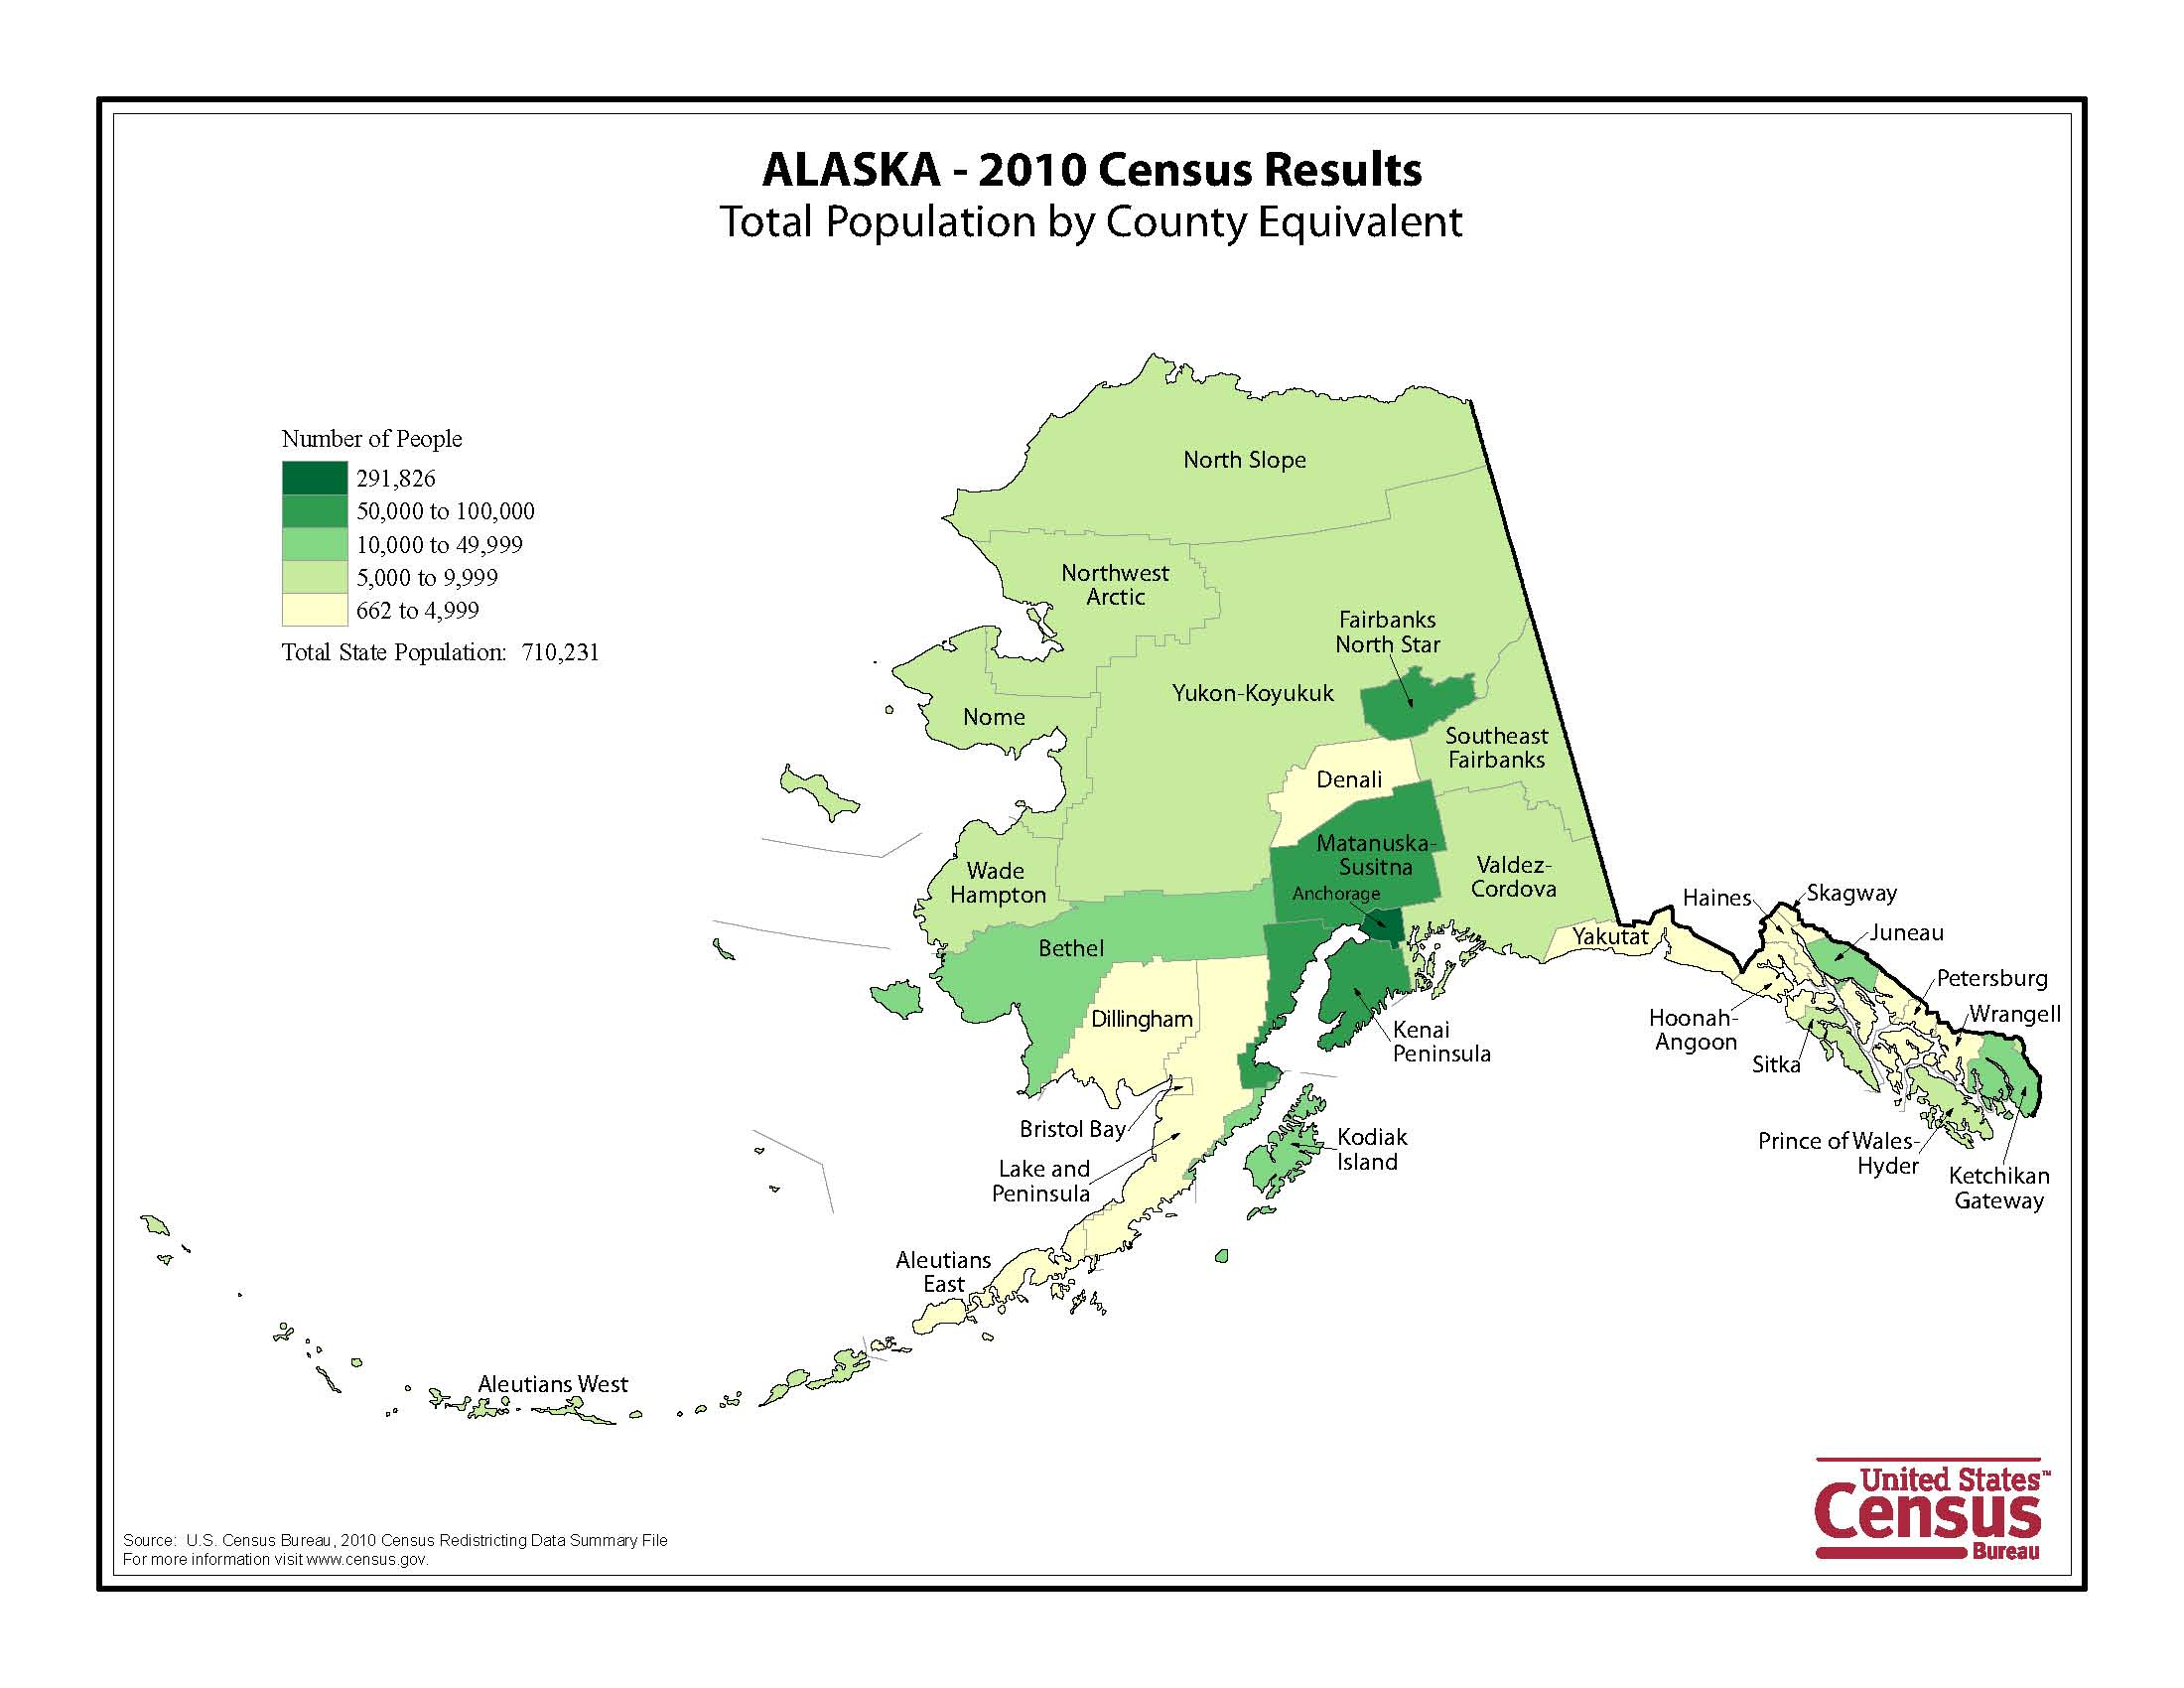 ALASKA - 2010 Census Results
Total Population by County Equivalent
Number of People
291,826
50,000 to 100,000
10,000 to 49,999
5,000 to 9,999
662 to 4,999
Total State Population: 710,231
North Slope
Northwest
Arctic
Fairbanks
North Star
Yukon-Koyukuk
Nome
Southeast
Fairbanks
Denali
Matanuska-
Susitna
Anchorage
Valdez-
Cordova
Wade
Hampton
Bethel
Dillingham
Yakutat
Haines
Skagway
Juneau
Petersburg
Wrangell
Hoonah-
Angoon
Sitka
Kenai
Peninsula
Bristol Bay
Lake and
Peninsula
Kodiak
Island
Prince of Wales-
Hyder
Ketchikan
Gateway
Aleutians
East
Aleutians West
Source: U.S. Census Bureau, 2010 Census Redistricting Data Summary File
For more information visit www.census.gov.
United States™
Census
Bureau